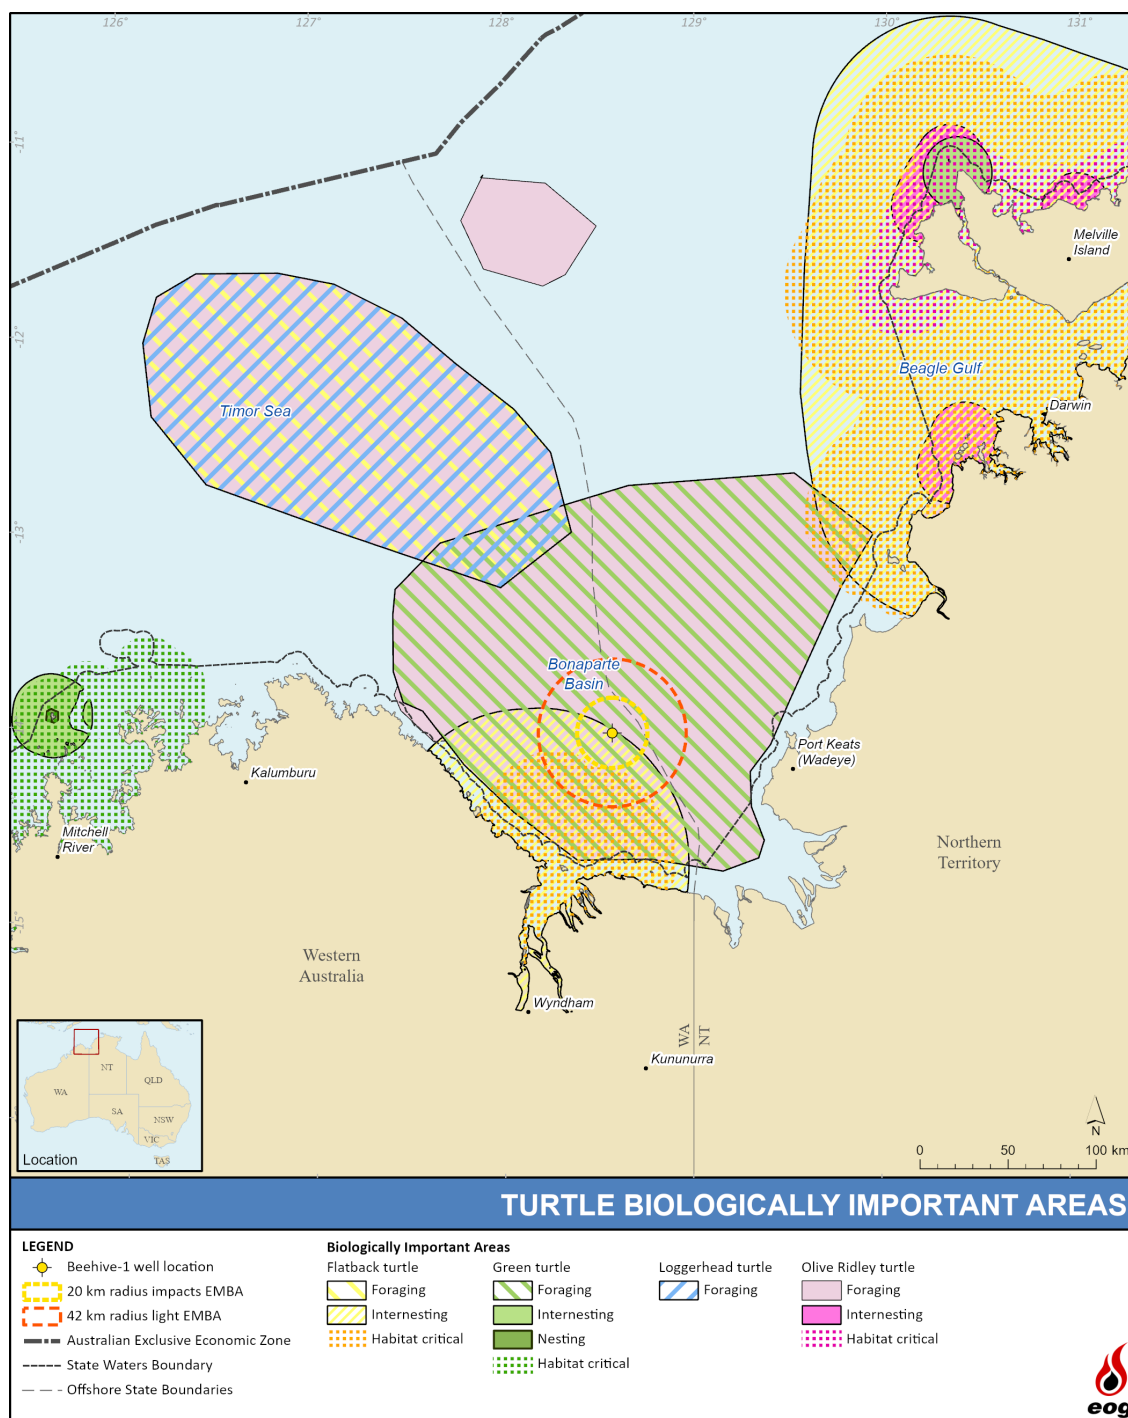 126°
127°
128°
129°
130°
131°
-11°
Melville
Island
-12°
Beagle Gulf
Timor Sea
Darwin
-13°
Bonaparte
Basin
Port Keats
(Wadeye)
Kalumburu
Mitchell
River
Northern
Territory
-15°
Western
Australia
Wyndham
WA
NT
Kununurra
NT
WA
QLD
SA
NSW
VIC
TAS
Location
N
0 50 100 km
TURTLE BIOLOGICALLY IMPORTANT AREAS
LEGEND
Beehive-1 well location
20 km radius impacts EMBA
42 km radius light EMBA
Australian Exclusive Economic Zone
State Waters Boundary
Offshore State Boundaries
Biologically Important Areas
Flatback turtle
Foraging
Internesting
Habitat critical
Green turtle
Foraging
Internesting
Nesting
Habitat critical
Loggerhead turtle
Foraging
Olive Ridley turtle
Foraging
Internesting
Habitat critical
eog